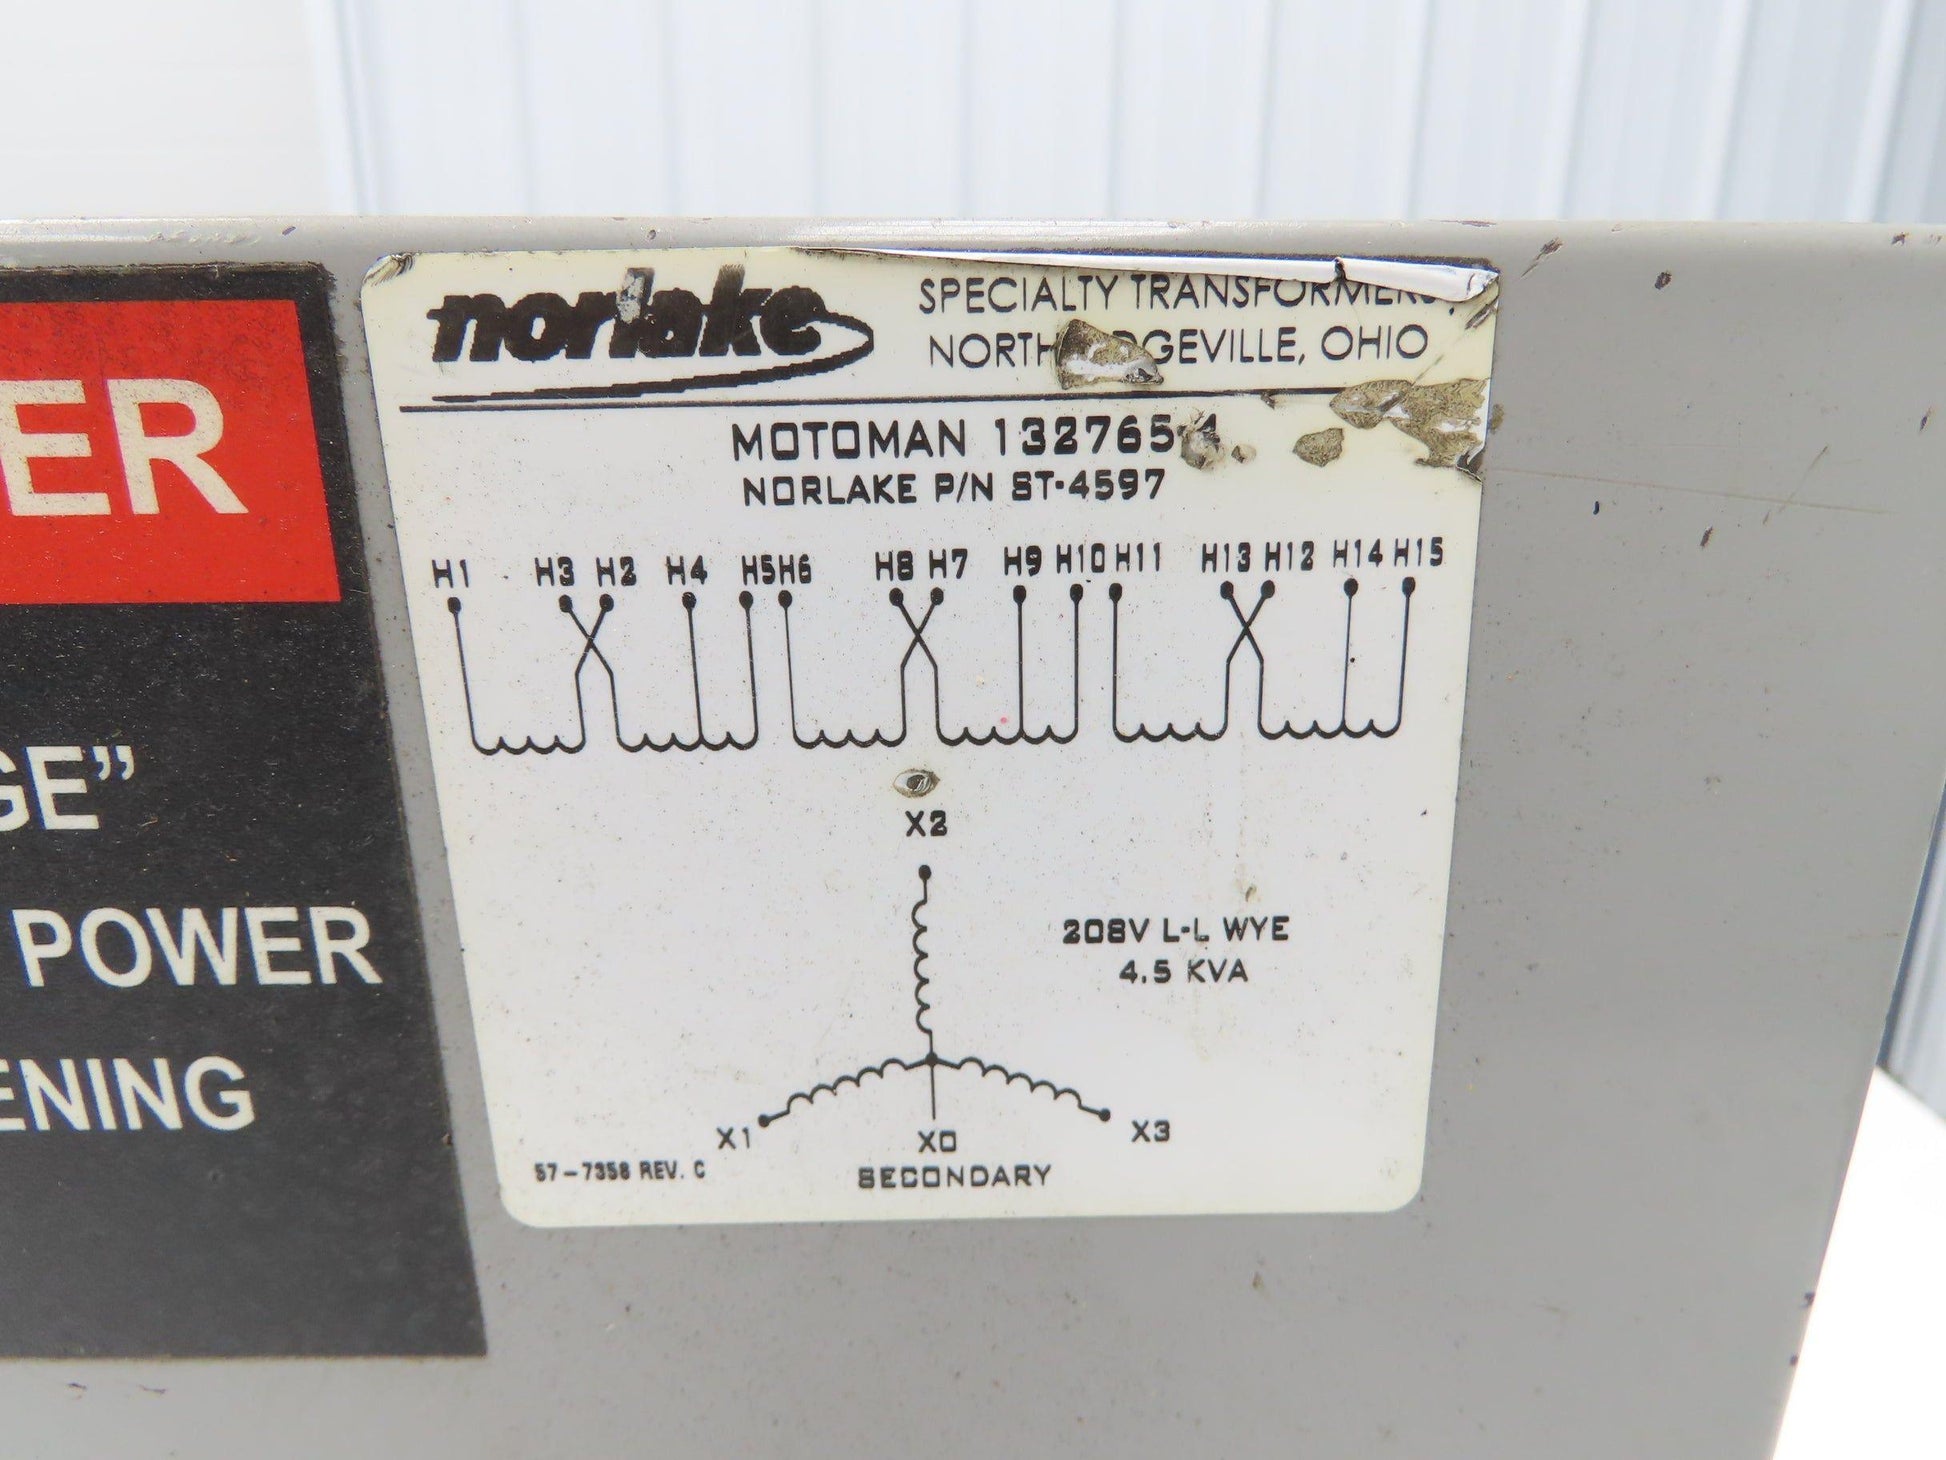 norlake
SPECIALTY TRANSFORMERS
OHIO
MOTOMAN 132765
NORLAKE P/N ST-4597
H1 H3 H2 H4 H5 H6 H8 H7 H9 H10 H11 H13 H12 H14 H15
X2
208V L-L WYE
4.5 KVA
X1 X0 X3
SECONDARY
57-7358 REV. C
ER
GE”
POWER
ENING